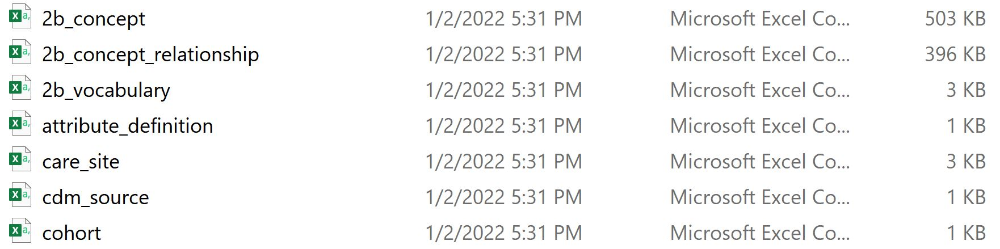 2b_concept 1/2/2022 5:31 PM Microsoft Excel Co... 503 KB
2b_concept_relationship 1/2/2022 5:31 PM Microsoft Excel Co... 396 KB
2b_vocabulary 1/2/2022 5:31 PM Microsoft Excel Co... 3 KB
attribute_definition 1/2/2022 5:31 PM Microsoft Excel Co... 1 KB
care_site 1/2/2022 5:31 PM Microsoft Excel Co... 3 KB
cdm_source 1/2/2022 5:31 PM Microsoft Excel Co... 1 KB
cohort 1/2/2022 5:31 PM Microsoft Excel Co... 1 KB